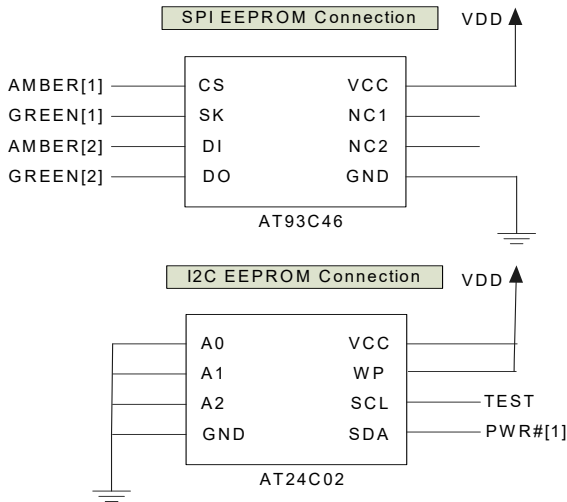 SPI EEPROM Connection
VDD
AMBER[1] CS VCC
GREEN[1] SK NC1
AMBER[2] DI NC2
GREEN[2] DO GND
AT93C46
I2C EEPROM Connection
VDD
A0 VCC
A1 WP
A2 SCL TEST
GND SDA PWR#[1]
AT24C02